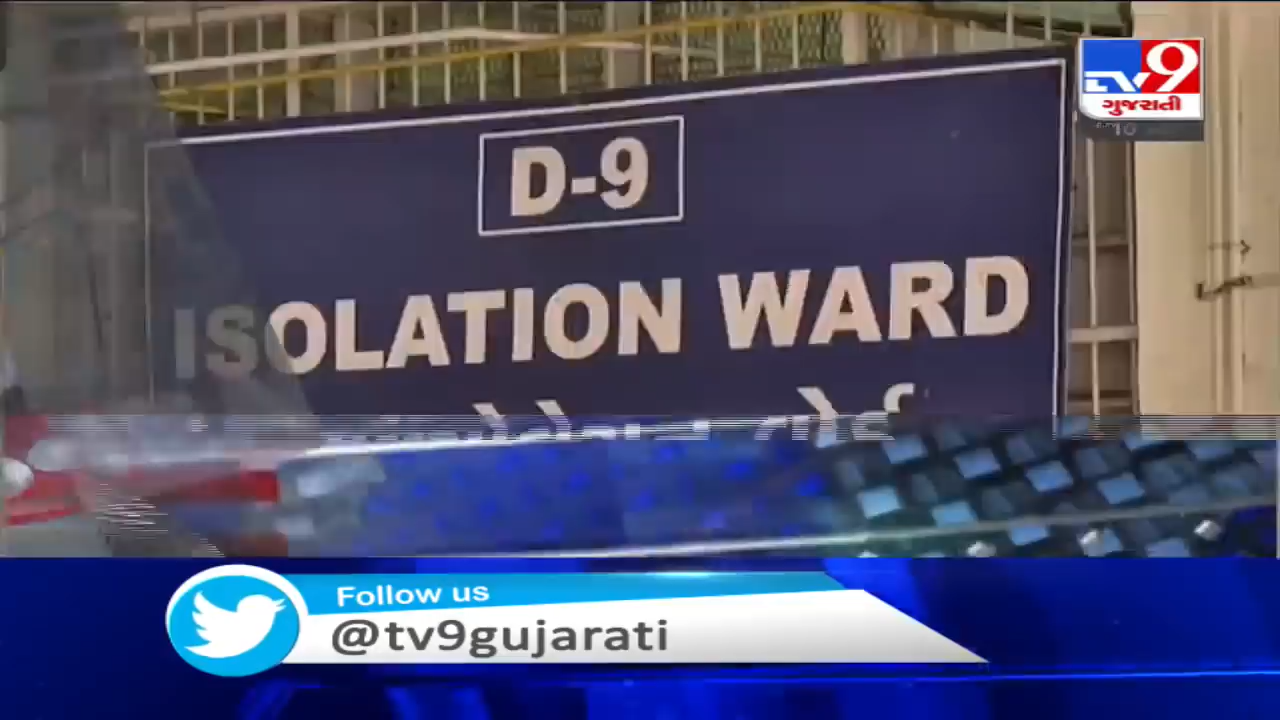 tv9
ગુજરાતી
D-9
ISOLATION WARD
Follow us
@tv9gujarati